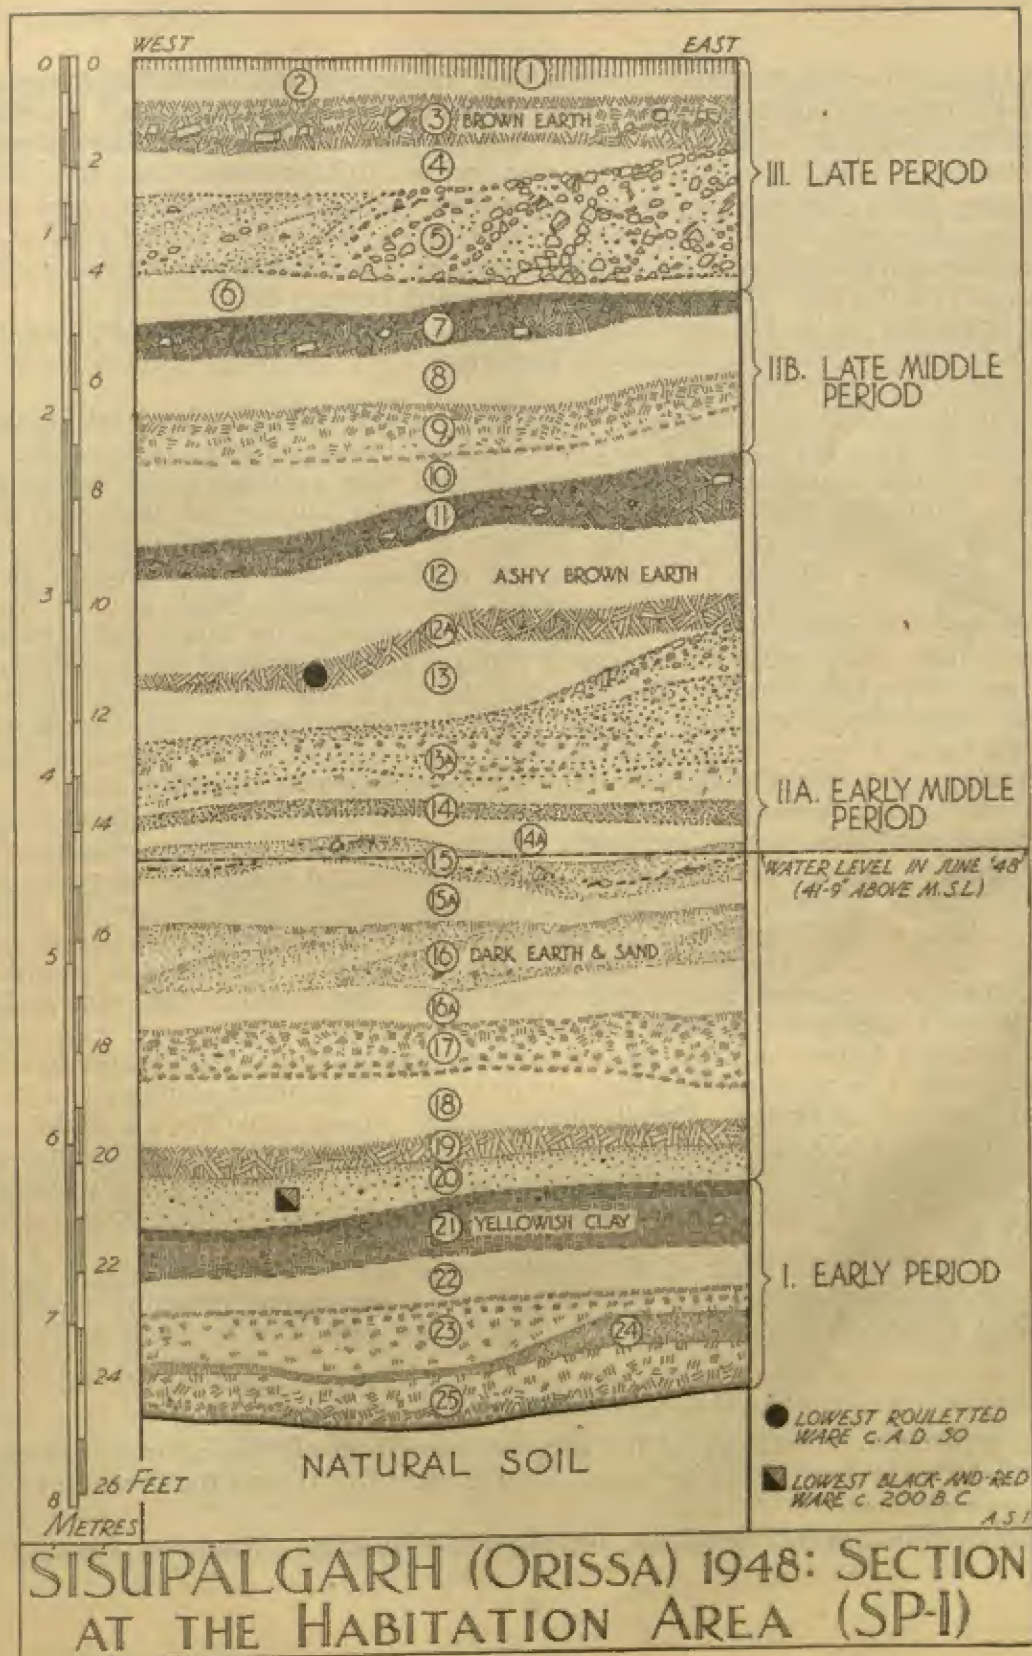 WEST EAST
0 0
①
②
③ BROWN EARTH
2
④
III. LATE PERIOD
1
⑤
4
⑥
⑦
IIB. LATE MIDDLE
PERIOD
⑧
6
2
⑨
⑩
8
⑪
⑫ ASHY BROWN EARTH
3
10
12A
⑬
12
13A
4
IIA. EARLY MIDDLE
PERIOD
⑭
14
14A
⑮
WATER LEVEL IN JUNE '48
(41'-9" ABOVE M.S.L)
15A
16
5
⑯ DARK EARTH & SAND
16A
⑰
18
⑱
6
⑲
20
⑳
㉑ YELLOWISH CLAY
22
㉒
I. EARLY PERIOD
7
㉓
㉔
24
㉕
LOWEST ROULETTED
WARE C. A.D. 50
NATURAL SOIL
LOWEST BLACK-AND-RED
WARE C. 200 B.C
26 FEET
8
METRES
A.S.I
SISUPĀLGARH (ORISSA) 1948: SECTION
AT THE HABITATION AREA (SP-I)